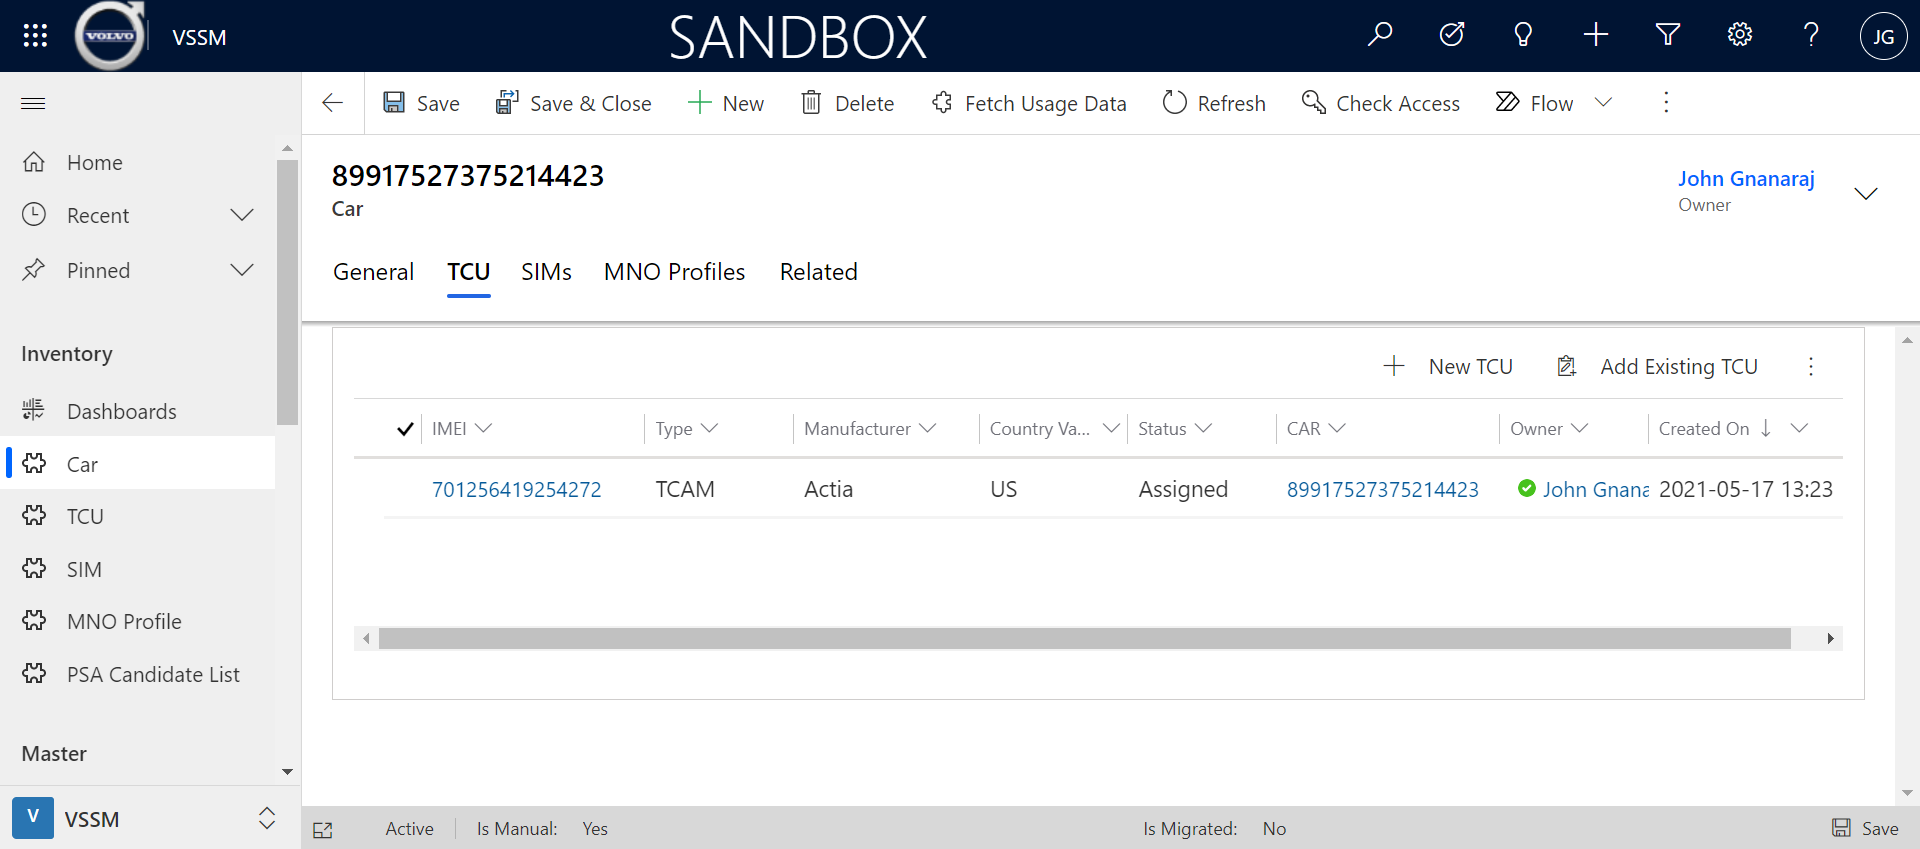 VOLVO VSSM SANDBOX JG
Save Save & Close New Delete Fetch Usage Data Refresh Check Access Flow
Home
Recent
Pinned
Inventory
Dashboards
Car
TCU
SIM
MNO Profile
PSA Candidate List
Master
V VSSM
89917527375214423
Car
John Gnanaraj
Owner
General TCU SIMs MNO Profiles Related
New TCU Add Existing TCU
IMEI Type Manufacturer Country Va... Status CAR Owner Created On
701256419254272 TCAM Actia US Assigned 89917527375214423 John Gnana 2021-05-17 13:23
Active Is Manual: Yes Is Migrated: No Save